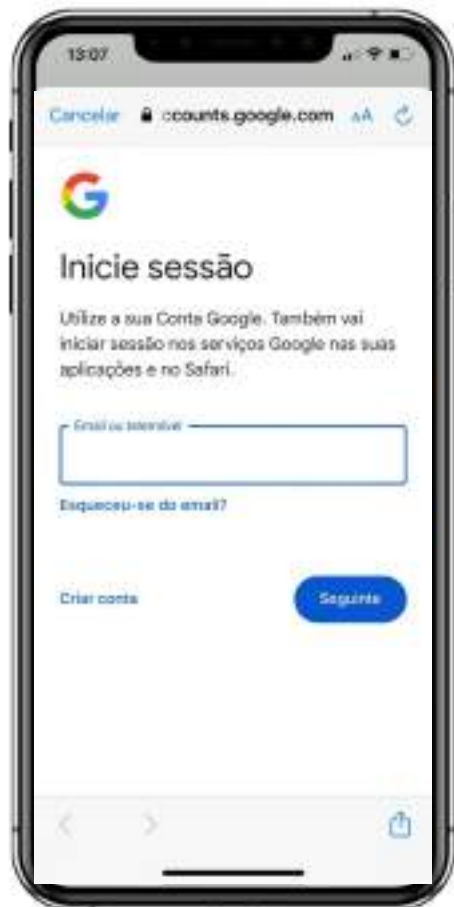 13:07
Cancelar ccounts.google.com AA
Inicie sessão
Utilize a sua Conta Google. Também vai
iniciar sessão nos serviços Google nas suas
aplicações e no Safari.
Email ou telemóvel
Esqueceu-se do email?
Criar conta Seguinte